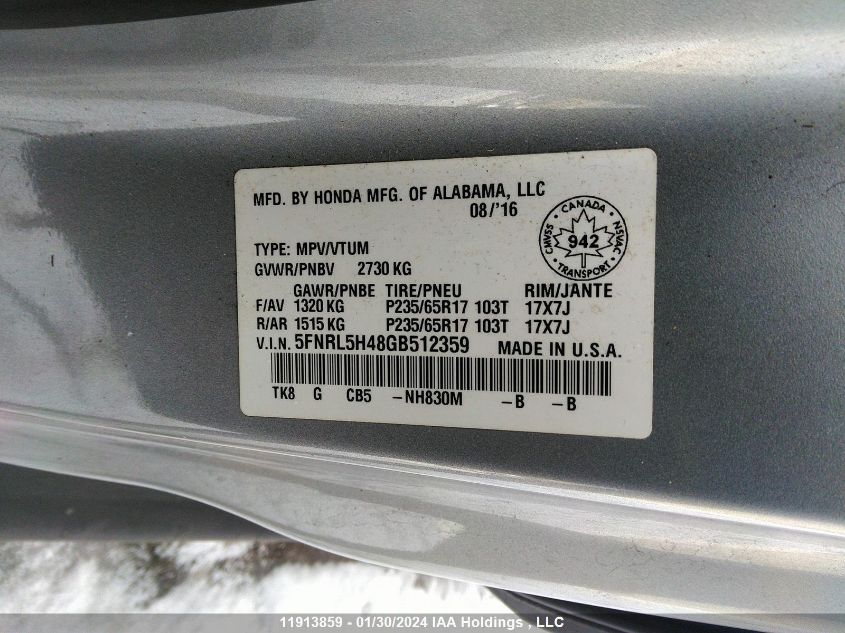 MFD. BY HONDA MFG. OF ALABAMA, LLC
08/'16
CANADA
CMVSS 942 NSVAC
TRANSPORT
TYPE: MPV/VTUM
GVWR/PNBV 2730 KG
GAWR/PNBE TIRE/PNEU RIM/JANTE
F/AV 1320 KG P235/65R17 103T 17X7J
R/AR 1515 KG P235/65R17 103T 17X7J
V.I.N. 5FNRL5H48GB512359 MADE IN U.S.A.
TK8 G CB5 -NH830M -B -B
11913859 - 01/30/2024 IAA Holdings , LLC